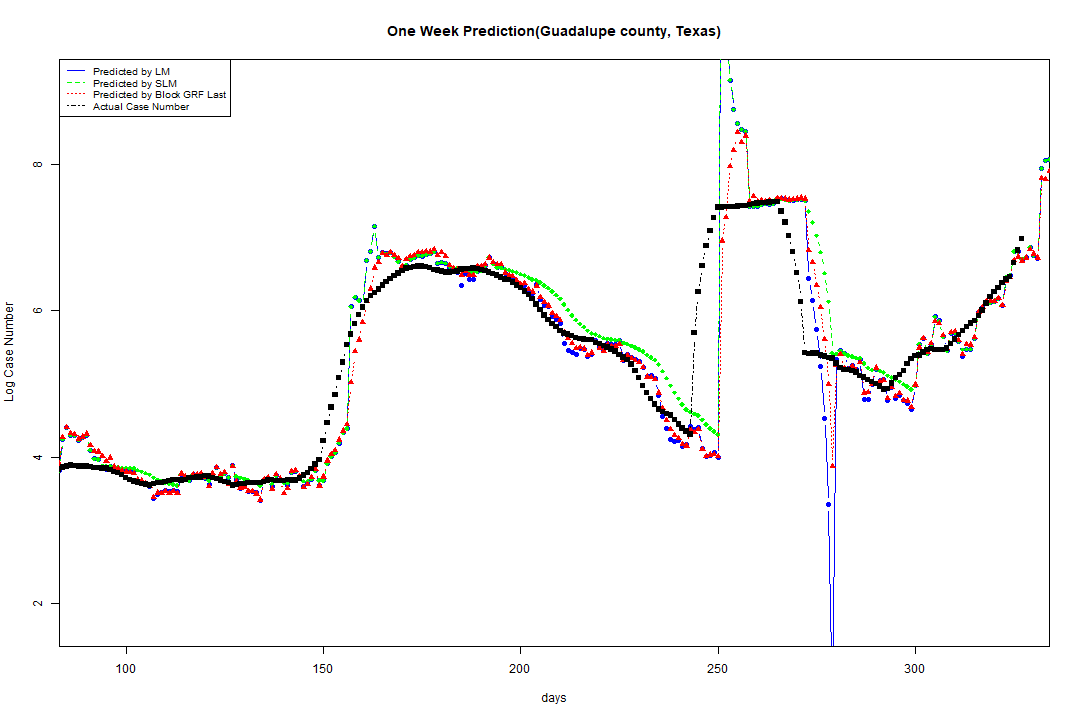 One Week Prediction(Guadalupe county, Texas)
Predicted by LM
Predicted by SLM
Predicted by Block GRF Last
Actual Case Number
Log Case Number
8
6
4
2
100 150 200 250 300
days